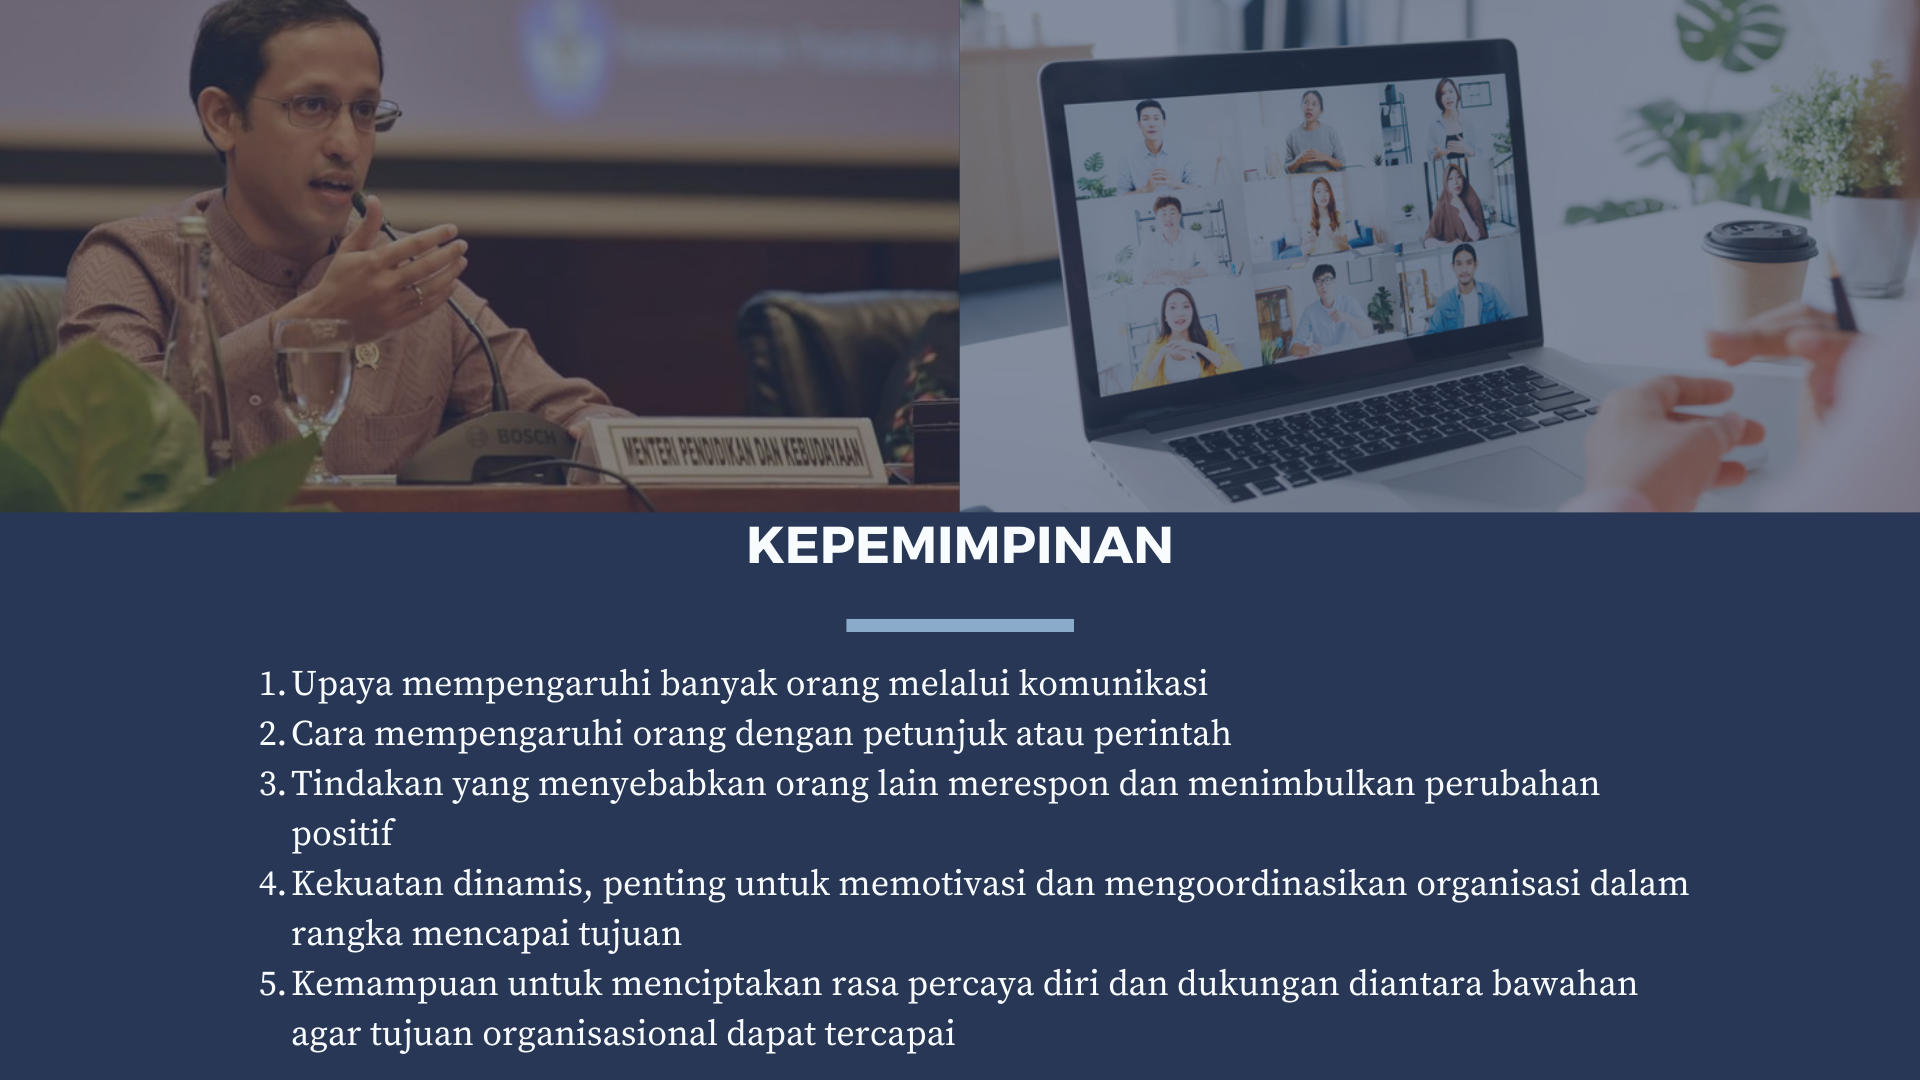 BOSCH
MENTERI PENDIDIKAN DAN KEBUDAYAAN
KEPEMIMPINAN
1. Upaya mempengaruhi banyak orang melalui komunikasi
2. Cara mempengaruhi orang dengan petunjuk atau perintah
3. Tindakan yang menyebabkan orang lain merespon dan menimbulkan perubahan
positif
4. Kekuatan dinamis, penting untuk memotivasi dan mengoordinasikan organisasi dalam
rangka mencapai tujuan
5. Kemampuan untuk menciptakan rasa percaya diri dan dukungan diantara bawahan
agar tujuan organisasional dapat tercapai